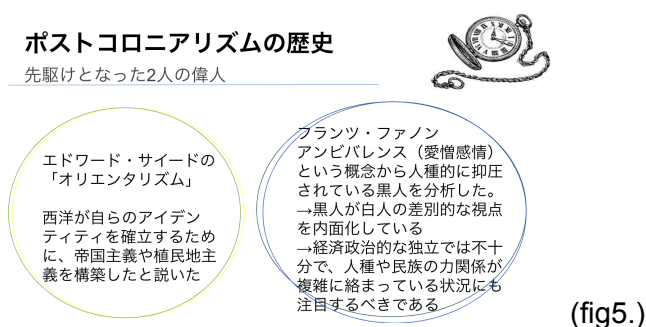 ポストコロニアリズムの歴史
先駆けとなった2人の偉人
エドワード・サイードの
「オリエンタリズム」
西洋が自らのアイデン
ティティを確立するため
に、帝国主義や植民地主
義を構築したと説いた
フランツ・ファノン
アンビバレンス（愛憎感情）
という概念から人種的に抑圧
されている黒人を分析した。
→黒人が白人の差別的な視点
を内面化している
→経済政治的な独立では不十
分で、人種や民族の力関係が
複雑に絡まっている状況にも
注目するべきである
(fig5.)